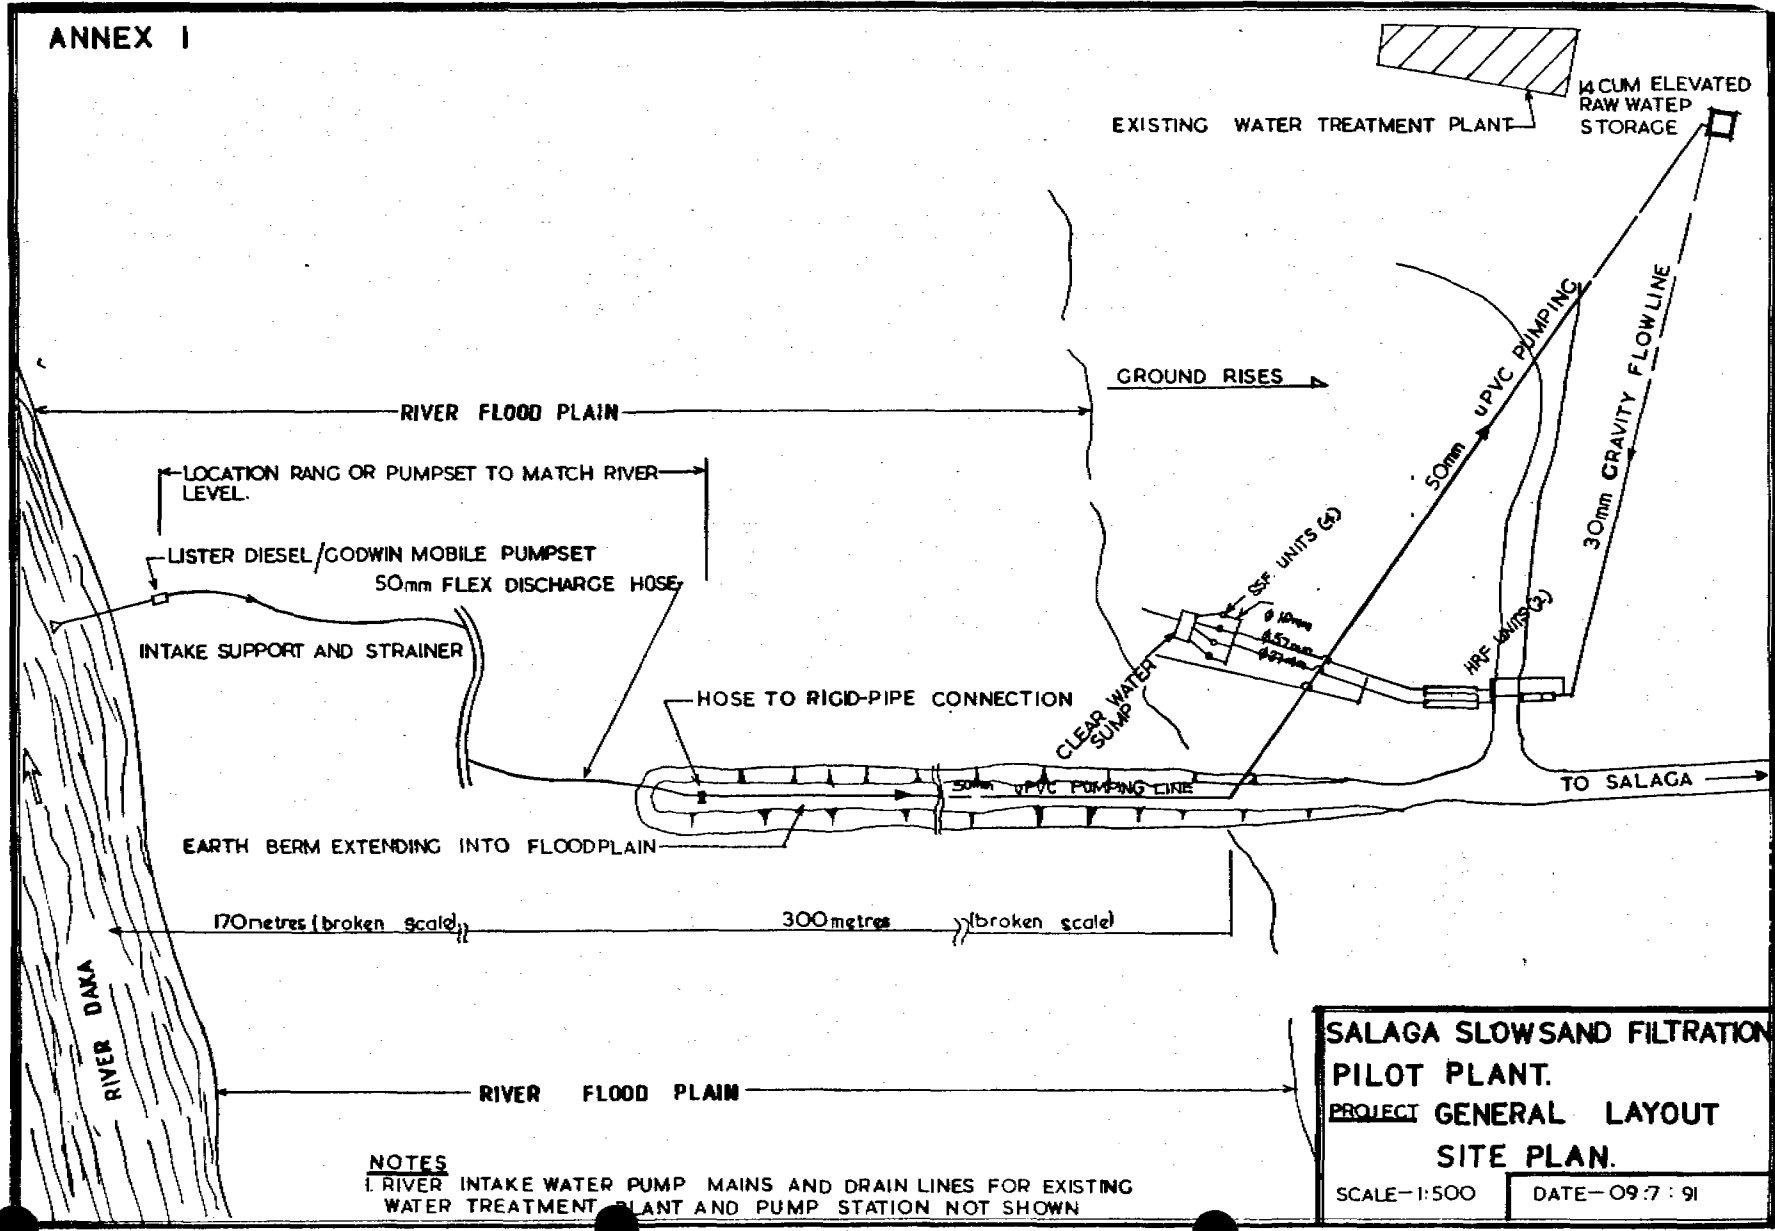 ANNEX I
14 CUM ELEVATED
RAW WATEP
STORAGE
EXISTING WATER TREATMENT PLANT
GROUND RISES
RIVER FLOOD PLAIN
LOCATION RANG OR PUMPSET TO MATCH RIVER
LEVEL.
LISTER DIESEL/GODWIN MOBILE PUMPSET
50mm FLEX DISCHARGE HOSE
INTAKE SUPPORT AND STRAINER
50mm uPVC PUMPING
30mm GRAVITY FLOWLINE
SSF. UNITS (4)
HRF UNITS(2)
CLEAR WATER
SUMP
HOSE TO RIGID-PIPE CONNECTION
50mm uPVC PUMPING LINE
TO SALAGA
EARTH BERM EXTENDING INTO FLOODPLAIN
170metres (broken scale)
300metres (broken scale)
RIVER DAKA
RIVER FLOOD PLAIN
NOTES
1. RIVER INTAKE WATER PUMP MAINS AND DRAIN LINES FOR EXISTING
WATER TREATMENT PLANT AND PUMP STATION NOT SHOWN
SALAGA SLOWSAND FILTRATION
PILOT PLANT.
PROJECT GENERAL LAYOUT
SITE PLAN.
SCALE-1:500
DATE-09:7:91